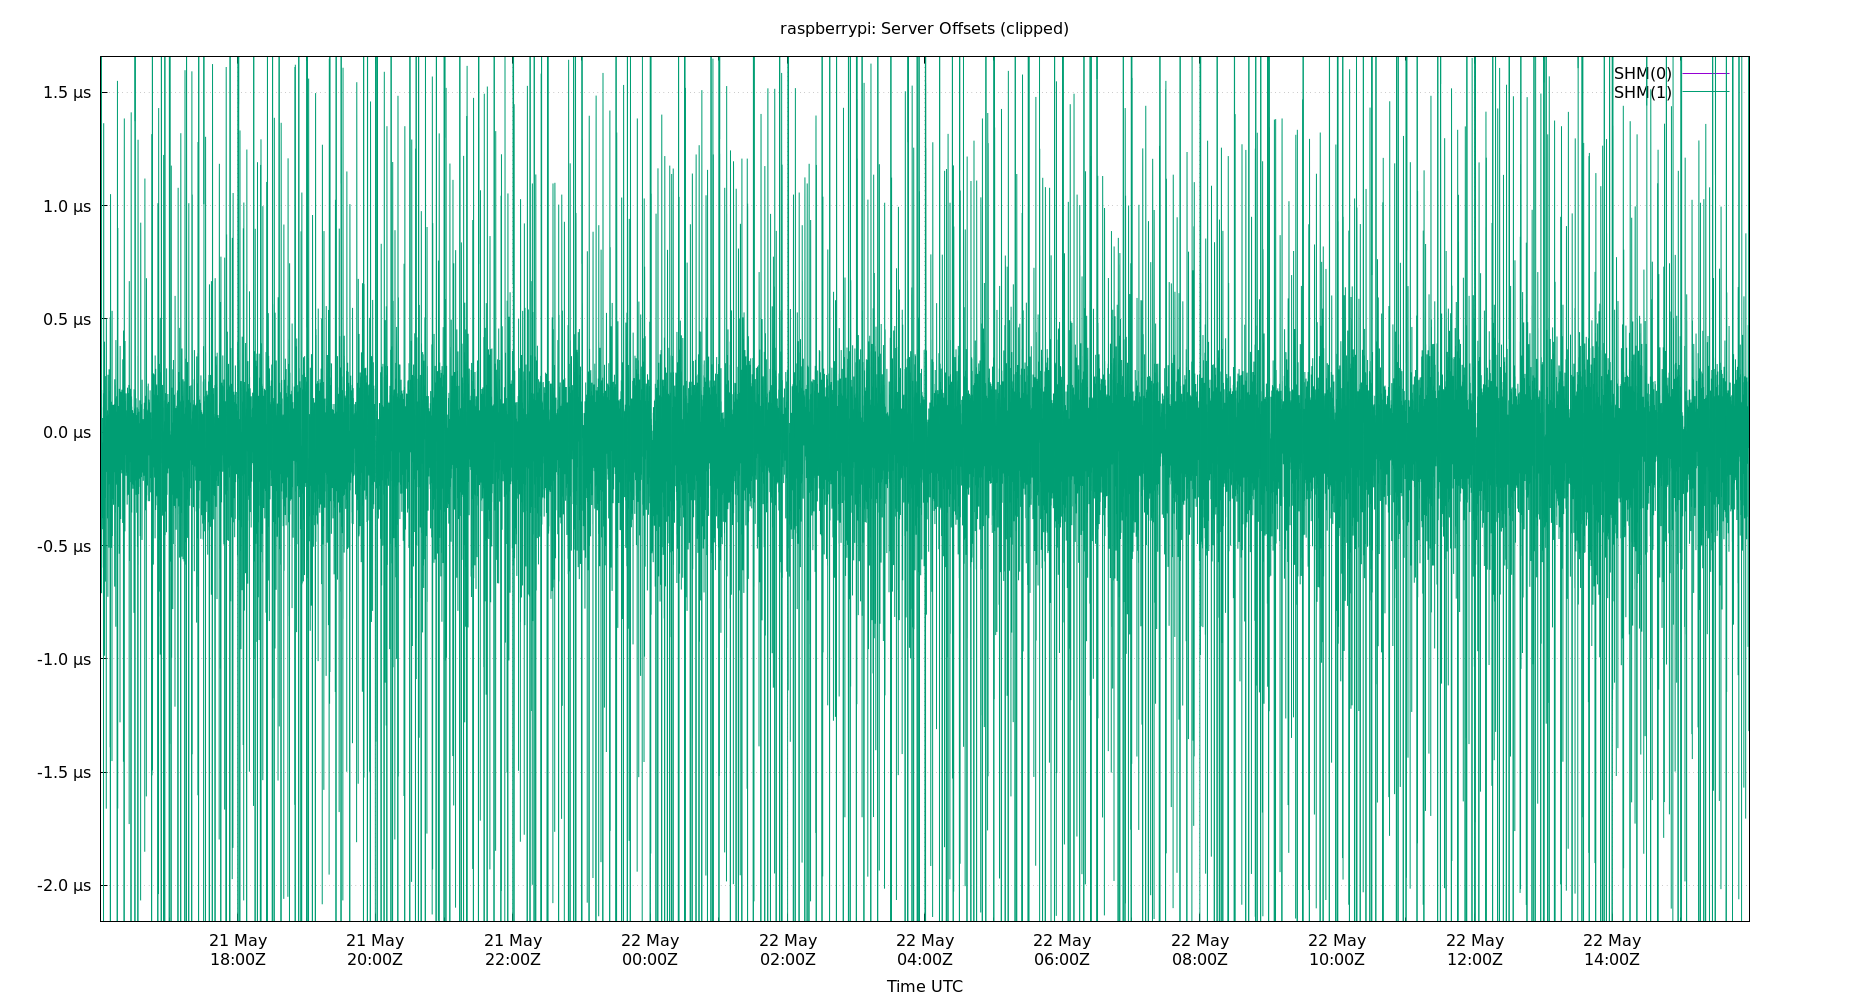 raspberrypi: Server Offsets (clipped)
SHM(0)
SHM(1)
1.5 µs
1.0 µs
0.5 µs
0.0 µs
-0.5 µs
-1.0 µs
-1.5 µs
-2.0 µs
21 May 21 May 21 May 22 May 22 May 22 May 22 May 22 May 22 May 22 May 22 May
18:00Z 20:00Z 22:00Z 00:00Z 02:00Z 04:00Z 06:00Z 08:00Z 10:00Z 12:00Z 14:00Z
Time UTC